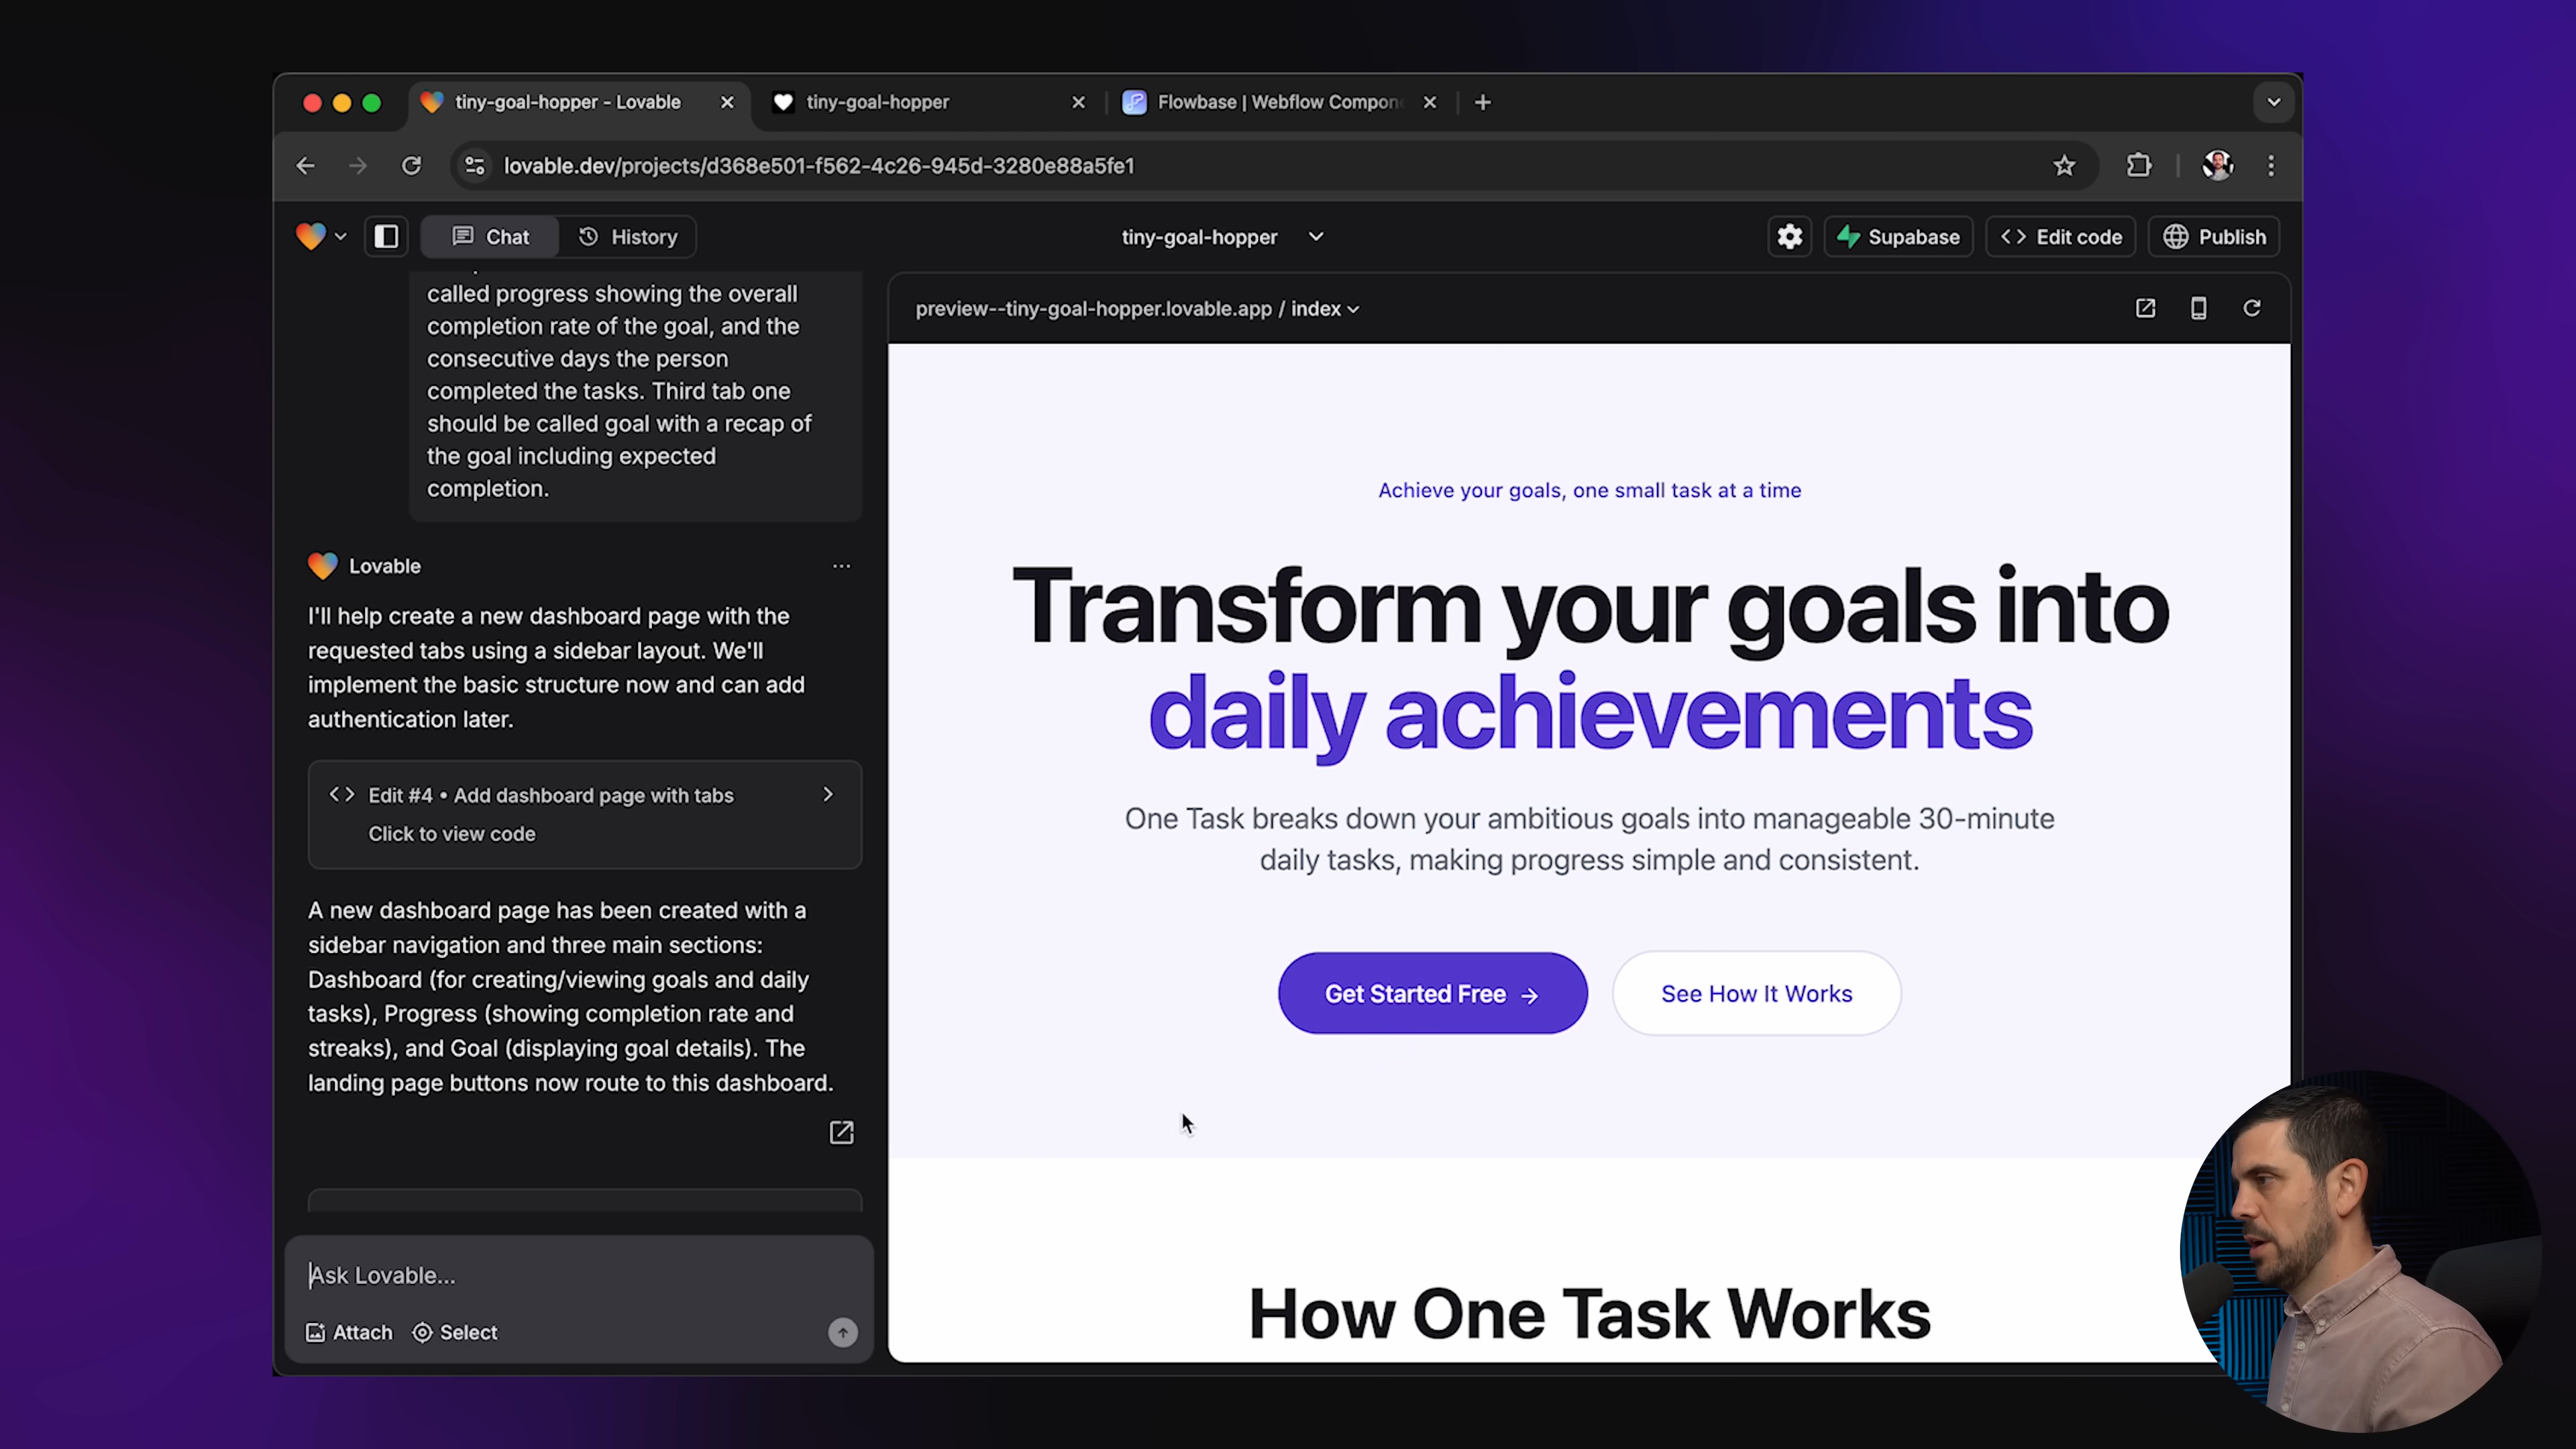 tiny-goal-hopper - Lovable
tiny-goal-hopper
Flowbase | Webflow Compon
lovable.dev/projects/d368e501-f562-4c26-945d-3280e88a5fe1
Chat
History
tiny-goal-hopper
Supabase
Edit code
Publish
called progress showing the overall
completion rate of the goal, and the
consecutive days the person
completed the tasks. Third tab one
should be called goal with a recap of
the goal including expected
completion.
Lovable
I'll help create a new dashboard page with the
requested tabs using a sidebar layout. We'll
implement the basic structure now and can add
authentication later.
Edit #4 • Add dashboard page with tabs
Click to view code
A new dashboard page has been created with a
sidebar navigation and three main sections:
Dashboard (for creating/viewing goals and daily
tasks), Progress (showing completion rate and
streaks), and Goal (displaying goal details). The
landing page buttons now route to this dashboard.
Ask Lovable...
Attach
Select
preview--tiny-goal-hopper.lovable.app / index
Achieve your goals, one small task at a time
Transform your goals into
daily achievements
One Task breaks down your ambitious goals into manageable 30-minute
daily tasks, making progress simple and consistent.
Get Started Free →
See How It Works
How One Task Works